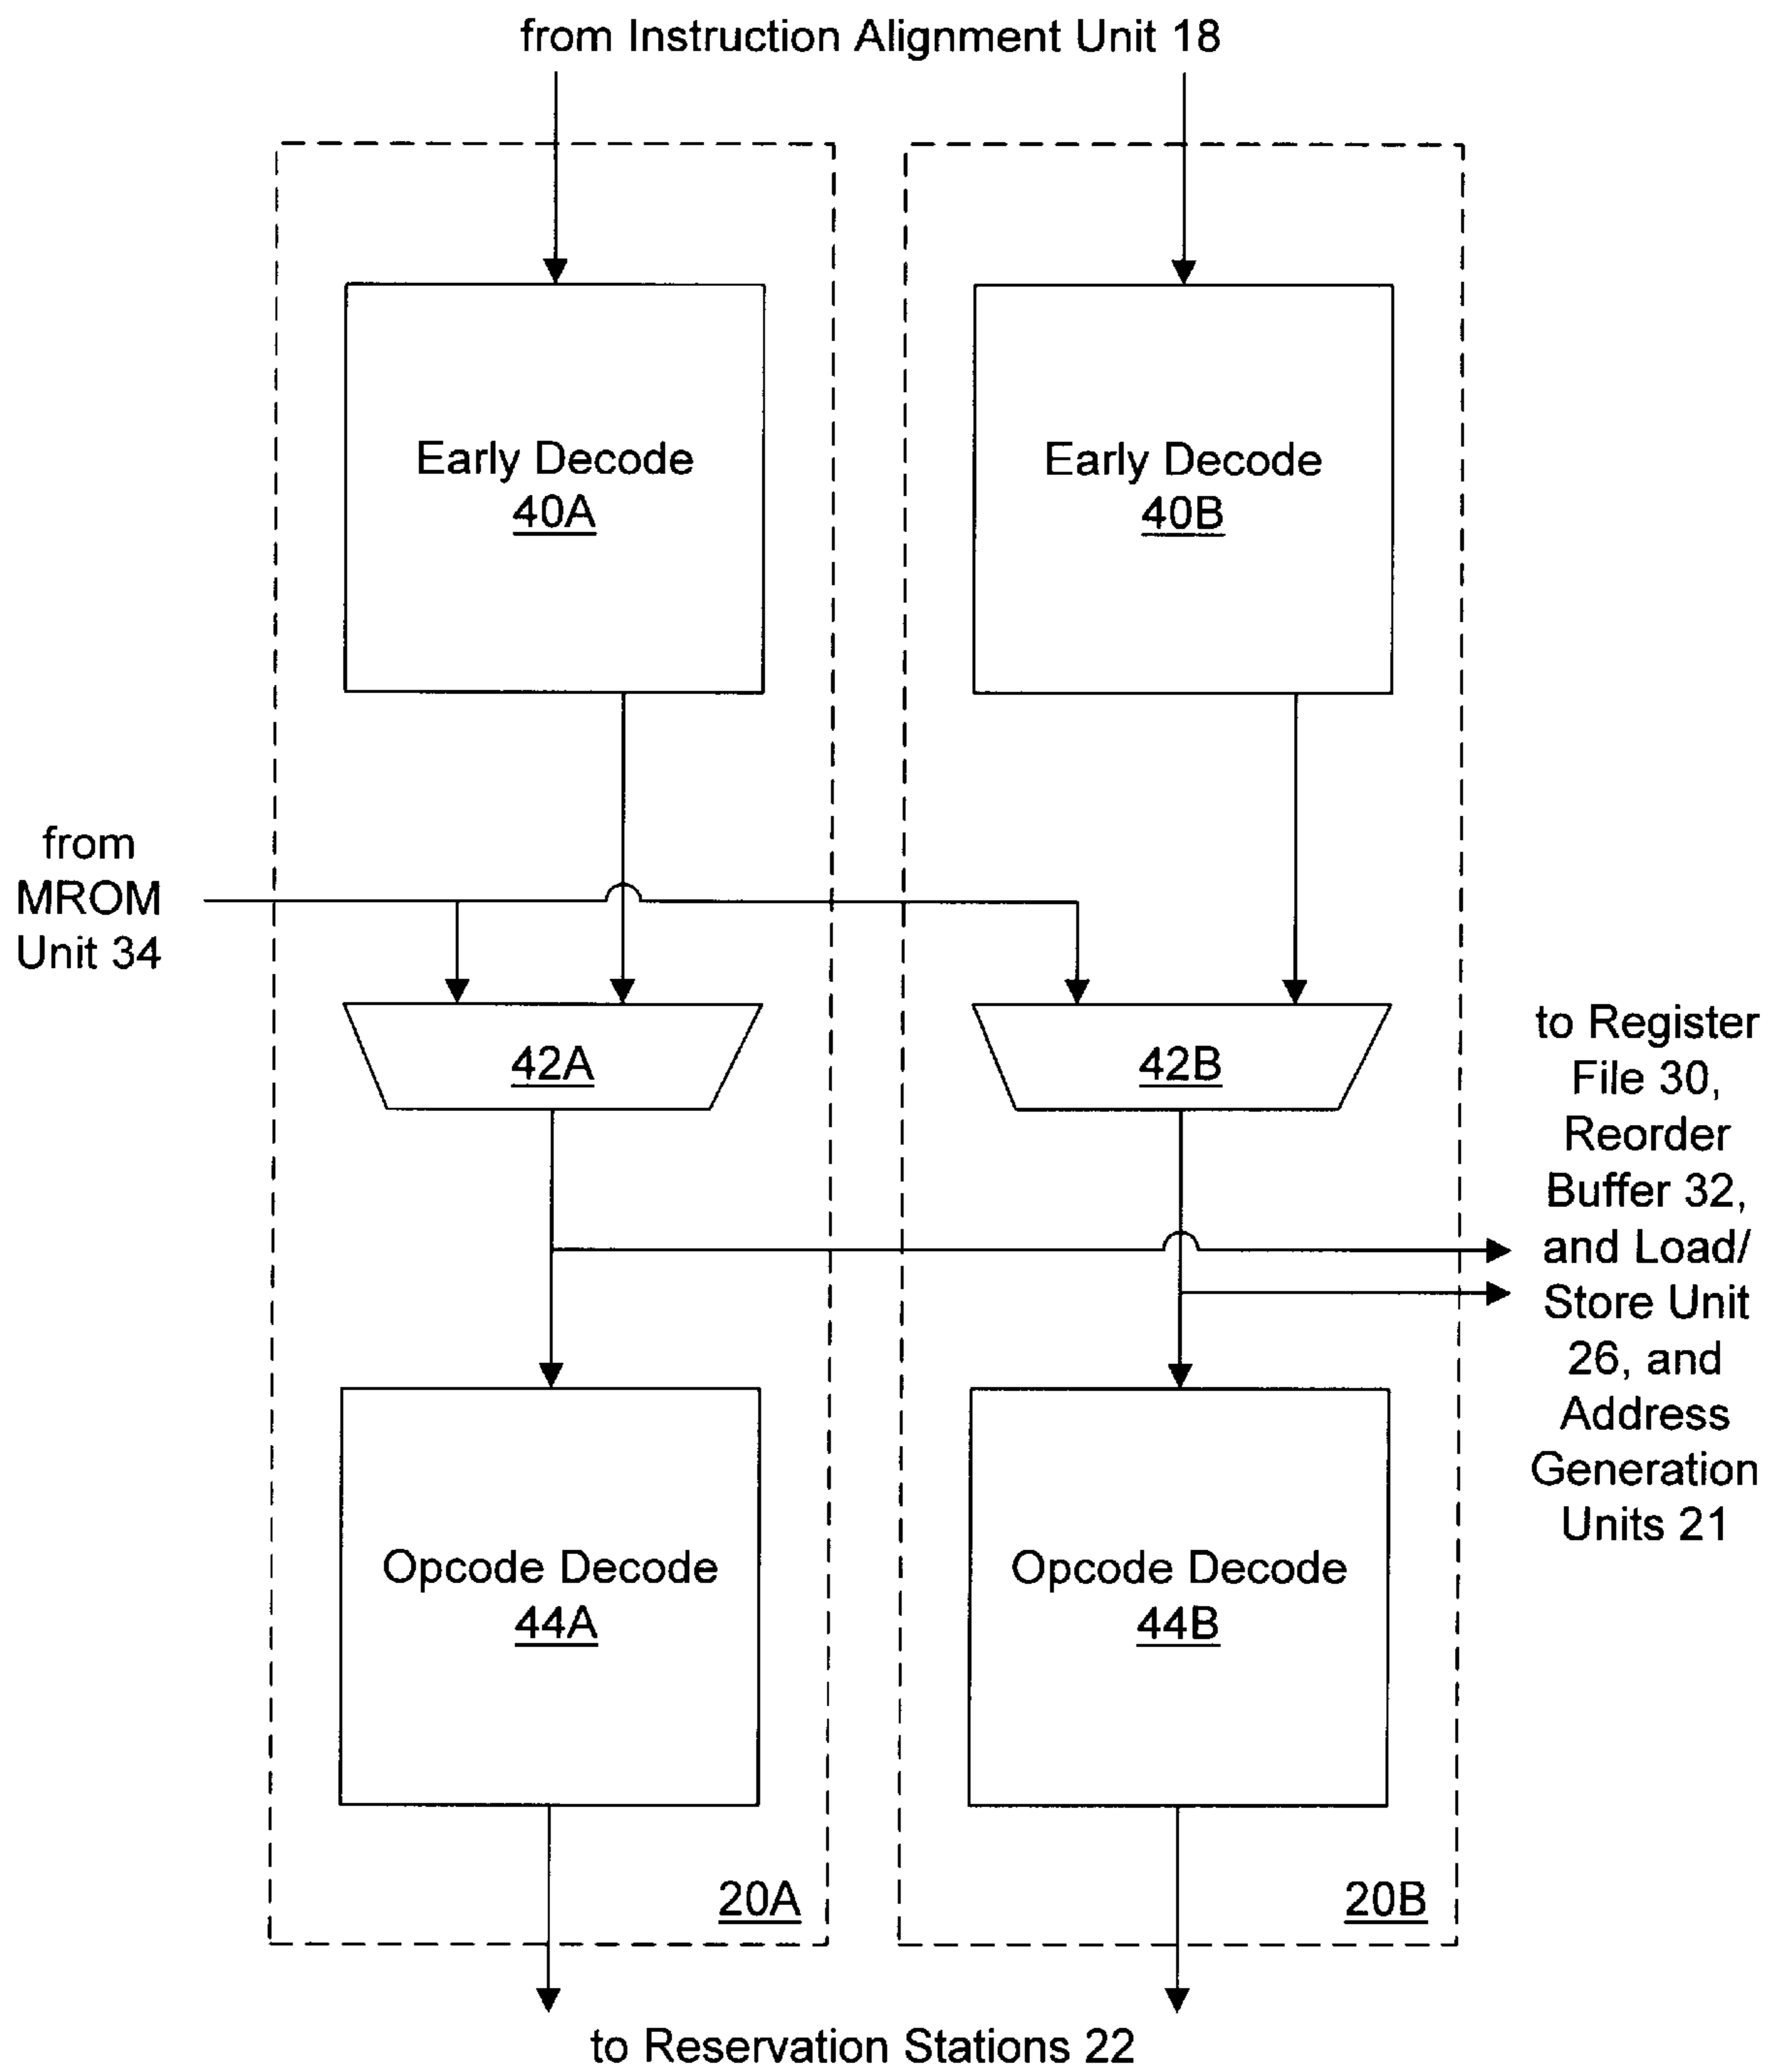 from Instruction Alignment Unit 18
Early Decode
40A
Early Decode
40B
from
MROM
Unit 34
42A
42B
to Register
File 30,
Reorder
Buffer 32,
and Load/
Store Unit
26, and
Address
Generation
Units 21
Opcode Decode
44A
Opcode Decode
44B
20A
20B
to Reservation Stations 22